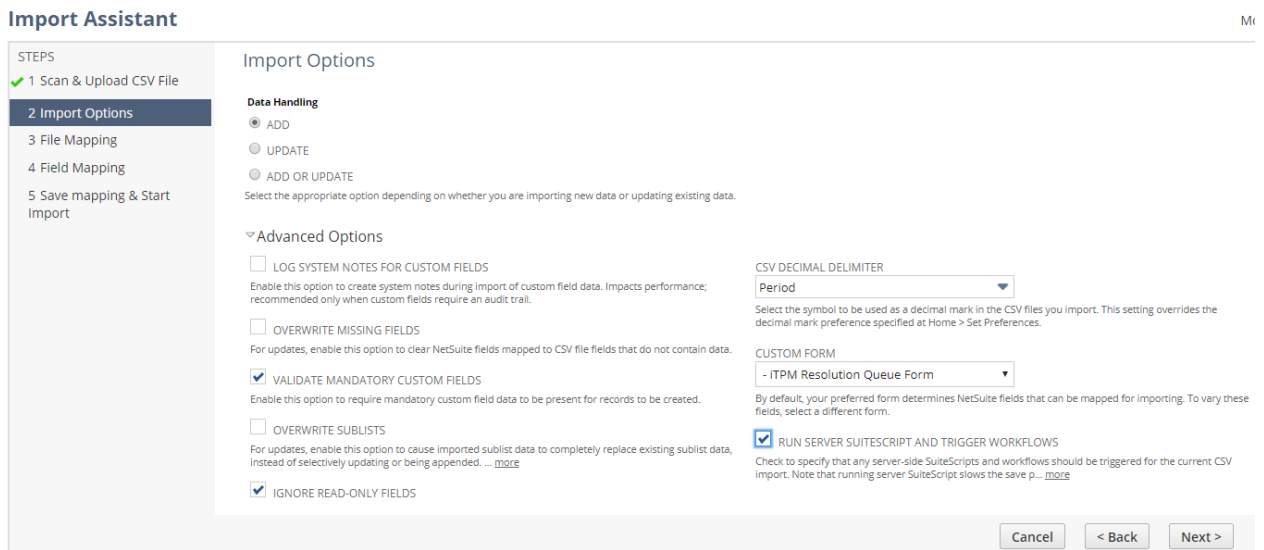 Import Assistant
STEPS
1 Scan & Upload CSV File
2 Import Options
3 File Mapping
4 Field Mapping
5 Save mapping & Start
Import
Import Options
Data Handling
ADD
UPDATE
ADD OR UPDATE
Select the appropriate option depending on whether you are importing new data or updating existing data.
Advanced Options
LOG SYSTEM NOTES FOR CUSTOM FIELDS
Enable this option to create system notes during import of custom field data. Impacts performance;
recommended only when custom fields require an audit trail.
OVERWRITE MISSING FIELDS
For updates, enable this option to clear NetSuite fields mapped to CSV file fields that do not contain data.
VALIDATE MANDATORY CUSTOM FIELDS
Enable this option to require mandatory custom field data to be present for records to be created.
OVERWRITE SUBLISTS
For updates, enable this option to cause imported sublist data to completely replace existing sublist data,
instead of selectively updating or being appended. ... more
IGNORE READ-ONLY FIELDS
CSV DECIMAL DELIMITER
Period
Select the symbol to be used as a decimal mark in the CSV files you import. This setting overrides the
decimal mark preference specified at Home > Set Preferences.
CUSTOM FORM
- iTPM Resolution Queue Form
By default, your preferred form determines NetSuite fields that can be mapped for importing. To vary these
fields, select a different form.
RUN SERVER SUITESCRIPT AND TRIGGER WORKFLOWS
Check to specify that any server-side SuiteScripts and workflows should be triggered for the current CSV
import. Note that running server SuiteScript slows the save p... more
Cancel
< Back
Next >